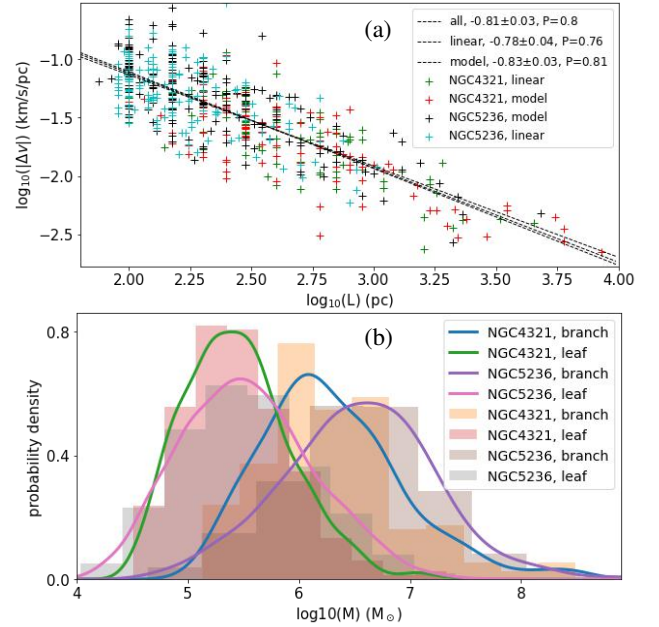 (a)
all, -0.81±0.03, P=0.8
linear, -0.78±0.04, P=0.76
model, -0.83±0.03, P=0.81
NGC4321, linear
NGC4321, model
NGC5236, model
NGC5236, linear
log₁₀(|∆v|) (km/s/pc)
−1.0
−1.5
−2.0
−2.5
2.00 2.25 2.50 2.75 3.00 3.25 3.50 3.75 4.00
log₁₀(L) (pc)
(b)
NGC4321, branch
NGC4321, leaf
NGC5236, branch
NGC5236, leaf
NGC4321, branch
NGC4321, leaf
NGC5236, branch
NGC5236, leaf
probability density
0.8
0.4
0.0
4 5 6 7 8
log10(M) (M☉)